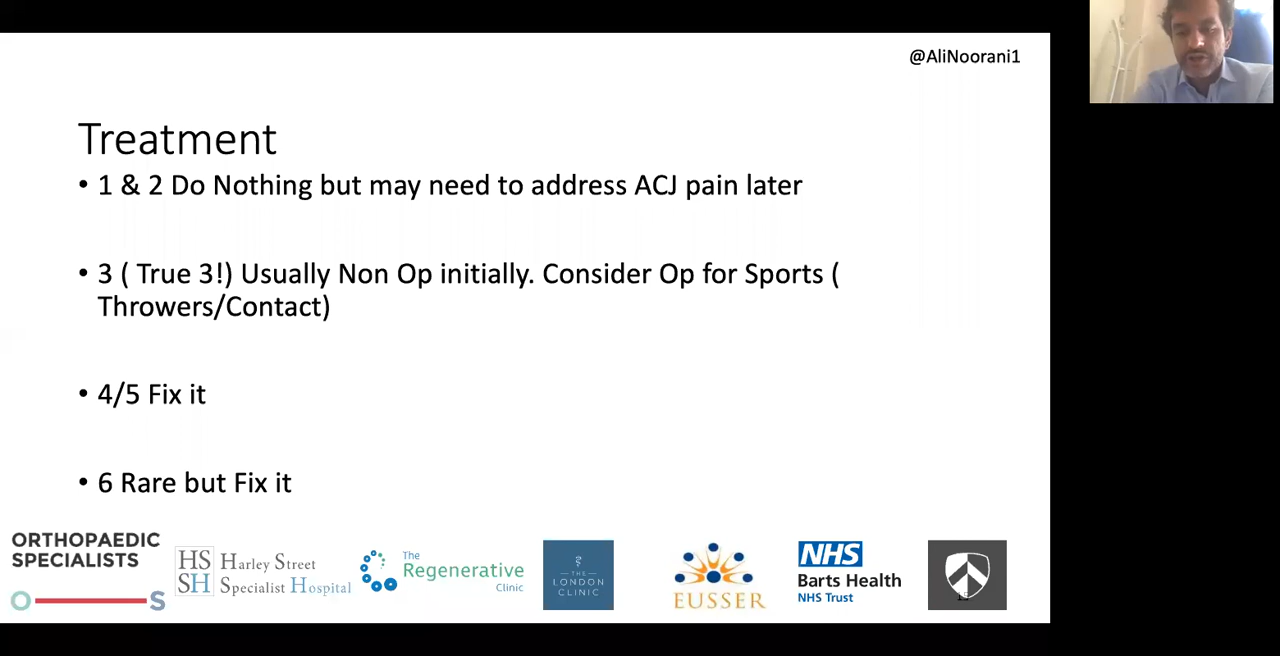 @AliNoorani1
Treatment
• 1 & 2 Do Nothing but may need to address ACJ pain later
• 3 ( True 3!) Usually Non Op initially. Consider Op for Sports (
Throwers/Contact)
• 4/5 Fix it
• 6 Rare but Fix it
ORTHOPAEDIC
SPECIALISTS
O S
HS
SH
Harley Street
Specialist Hospital
The
Regenerative
Clinic
THE
LONDON
CLINIC
EUSSER
NHS
Barts Health
NHS Trust